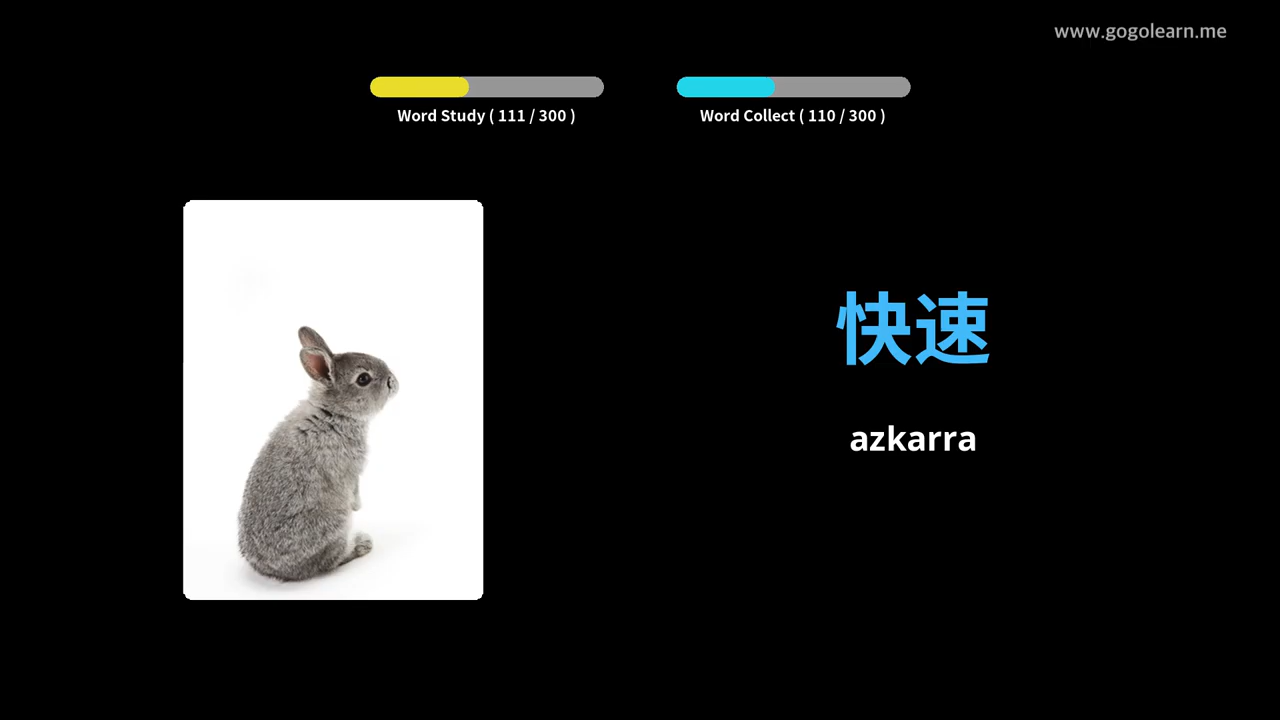 www.gogolearn.me
Word Study ( 111 / 300 )
Word Collect ( 110 / 300 )
快速
azkarra